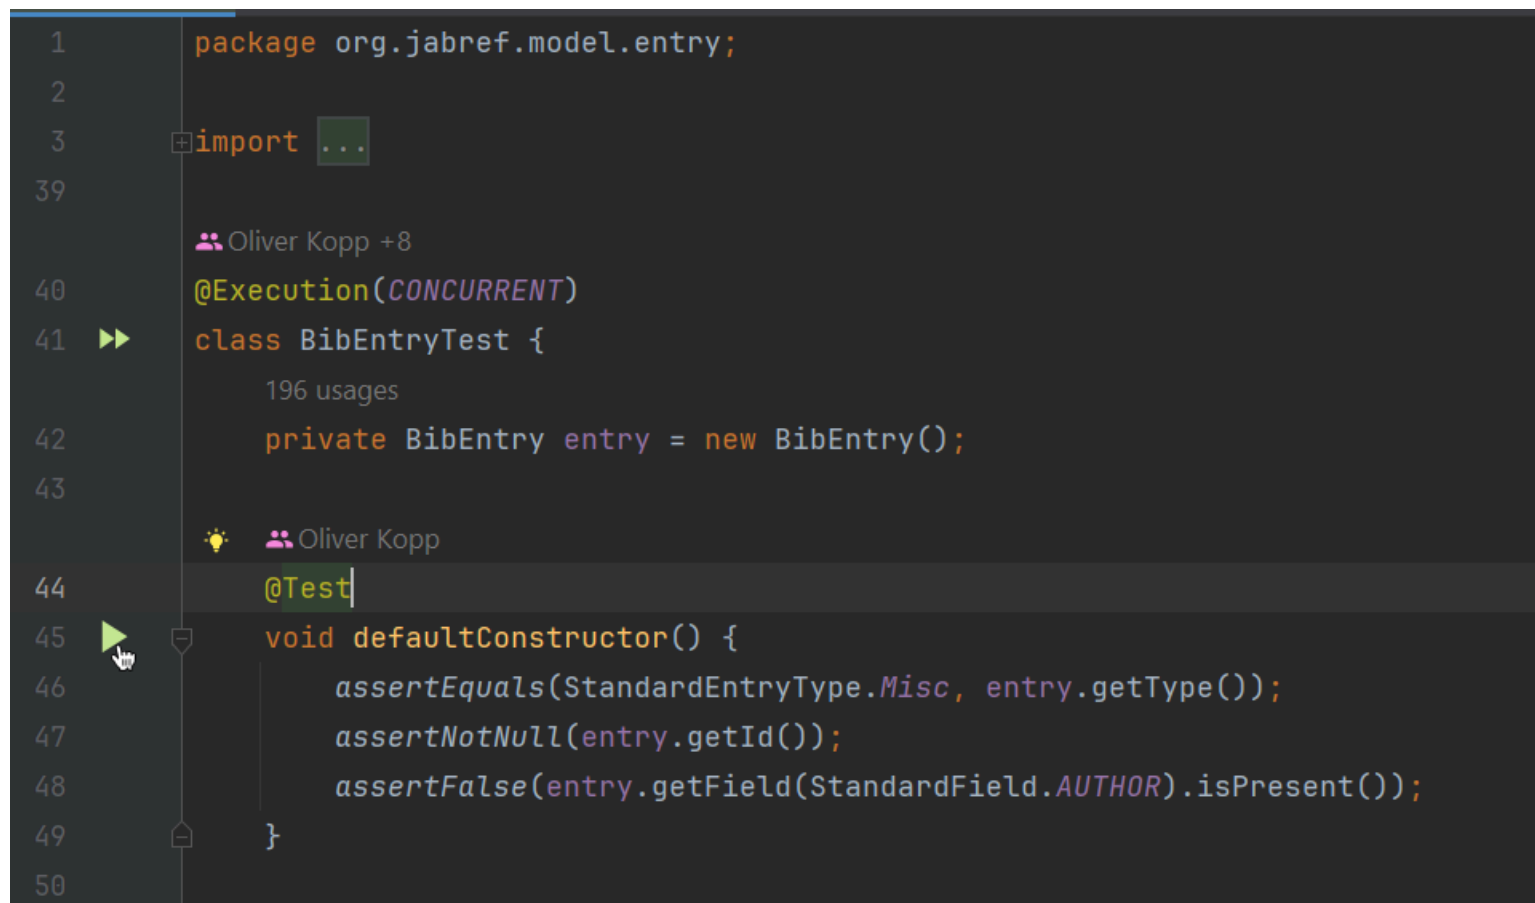 1 package org.jabref.model.entry;
2
3 import ...
39
Oliver Kopp +8
40 @Execution(CONCURRENT)
41 class BibEntryTest {
196 usages
42 private BibEntry entry = new BibEntry();
43
Oliver Kopp
44 @Test
45 void defaultConstructor() {
46 assertEquals(StandardEntryType.Misc, entry.getType());
47 assertNotNull(entry.getId());
48 assertFalse(entry.getField(StandardField.AUTHOR).isPresent());
49 }
50